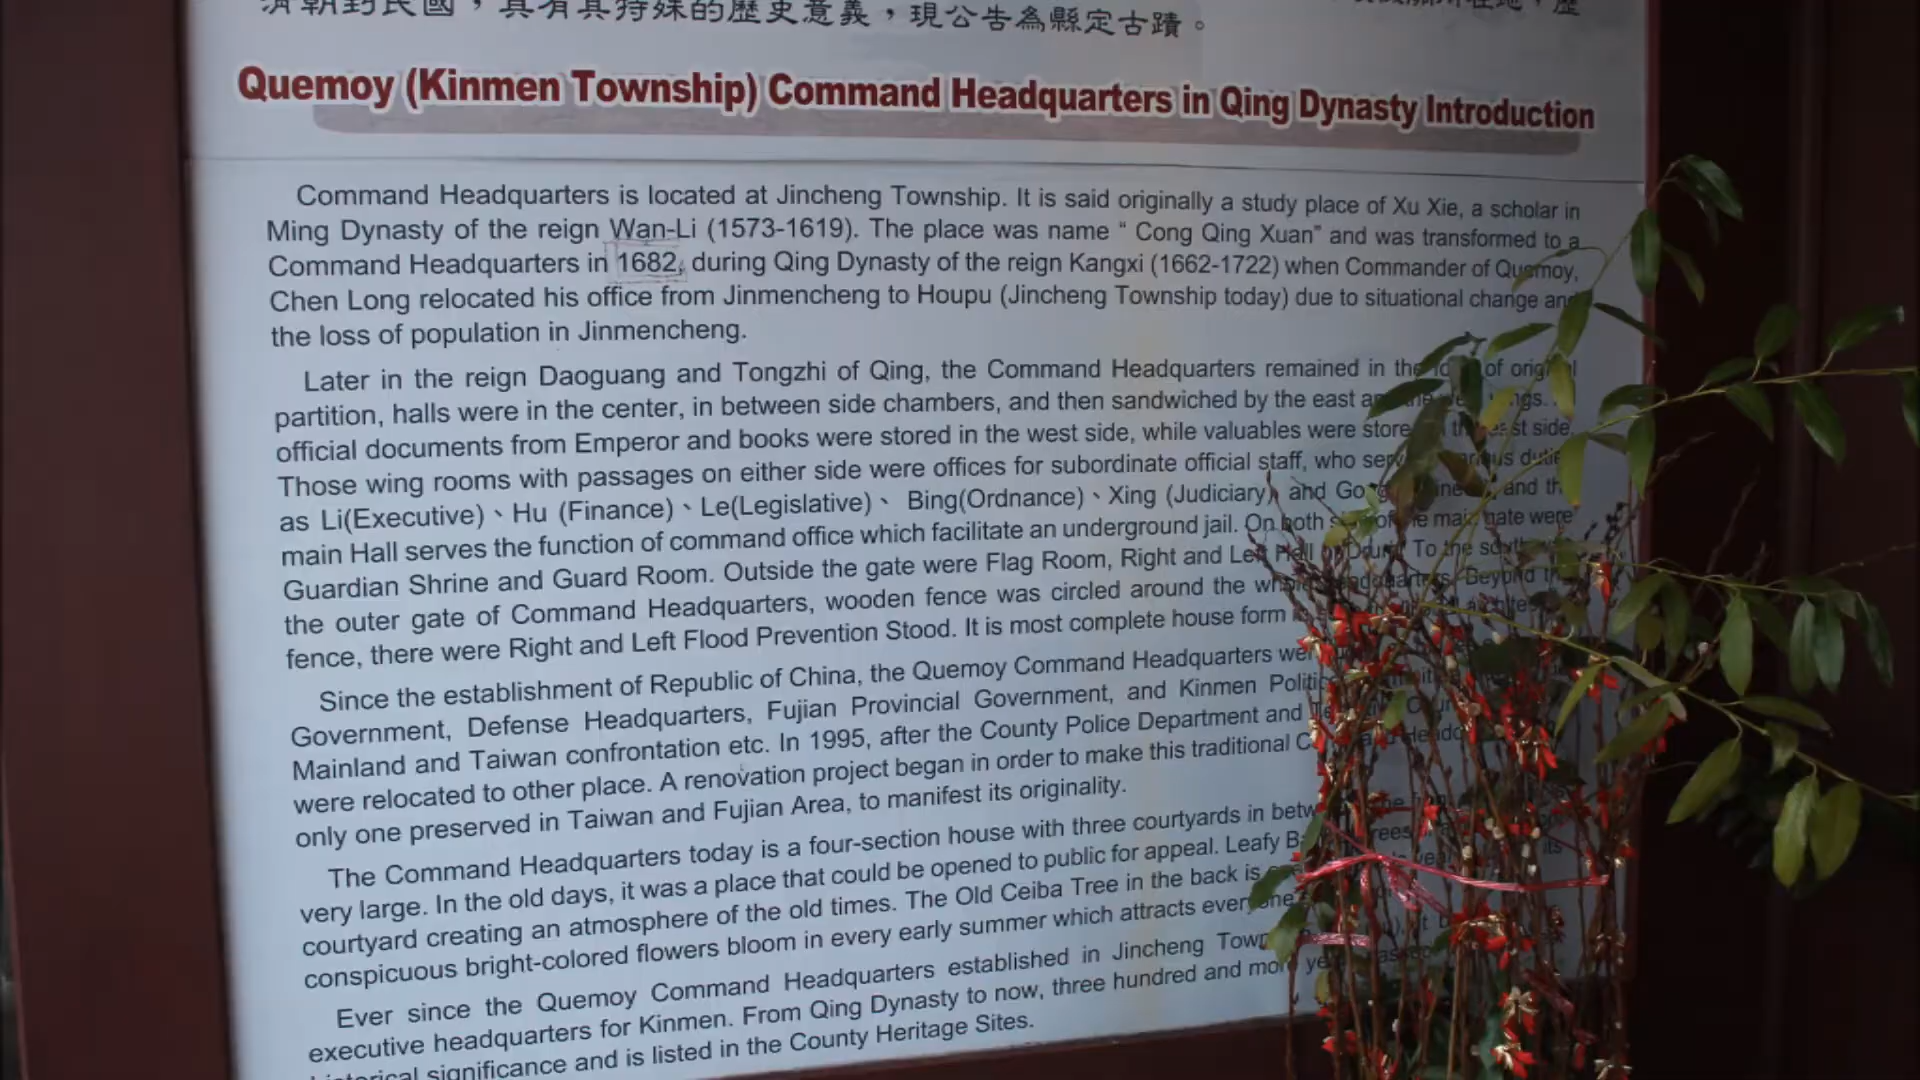 清朝到民國，具有其特殊的歷史意義，現公告為縣定古蹟。
Quemoy (Kinmen Township) Command Headquarters in Qing Dynasty Introduction
Command Headquarters is located at Jincheng Township. It is said originally a study place of Xu Xie, a scholar in
Ming Dynasty of the reign Wan-Li (1573-1619). The place was name “ Cong Qing Xuan” and was transformed to a
Command Headquarters in 1682, during Qing Dynasty of the reign Kangxi (1662-1722) when Commander of Quemoy,
Chen Long relocated his office from Jinmencheng to Houpu (Jincheng Township today) due to situational change and
the loss of population in Jinmencheng.
Later in the reign Daoguang and Tongzhi of Qing, the Command Headquarters remained in the of original
partition, halls were in the center, in between side chambers, and then sandwiched by the east
official documents from Emperor and books were stored in the west side, while valuables were store side.
Those wing rooms with passages on either side were offices for subordinate official staff, who
as Li(Executive)、Hu (Finance)、Le(Legislative)、 Bing(Ordnance)、Xing (Judiciary), and and
main Hall serves the function of command office which facilitate an underground jail. On both main gate were
Guardian Shrine and Guard Room. Outside the gate were Flag Room, Right and Left To the
the outer gate of Command Headquarters, wooden fence was circled around the Beyond
fence, there were Right and Left Flood Prevention Stood. It is most complete house form
Since the establishment of Republic of China, the Quemoy Command Headquarters
Government, Defense Headquarters, Fujian Provincial Government, and Kinmen
Mainland and Taiwan confrontation etc. In 1995, after the County Police Department and
were relocated to other place. A renovation project began in order to make this traditional
only one preserved in Taiwan and Fujian Area, to manifest its originality.
The Command Headquarters today is a four-section house with three courtyards in
very large. In the old days, it was a place that could be opened to public for appeal. Leafy
courtyard creating an atmosphere of the old times. The Old Ceiba Tree in the back is
conspicuous bright-colored flowers bloom in every early summer which attracts everyone
Ever since the Quemoy Command Headquarters established in Jincheng
executive headquarters for Kinmen. From Qing Dynasty to now, three hundred and more
historical significance and is listed in the County Heritage Sites.